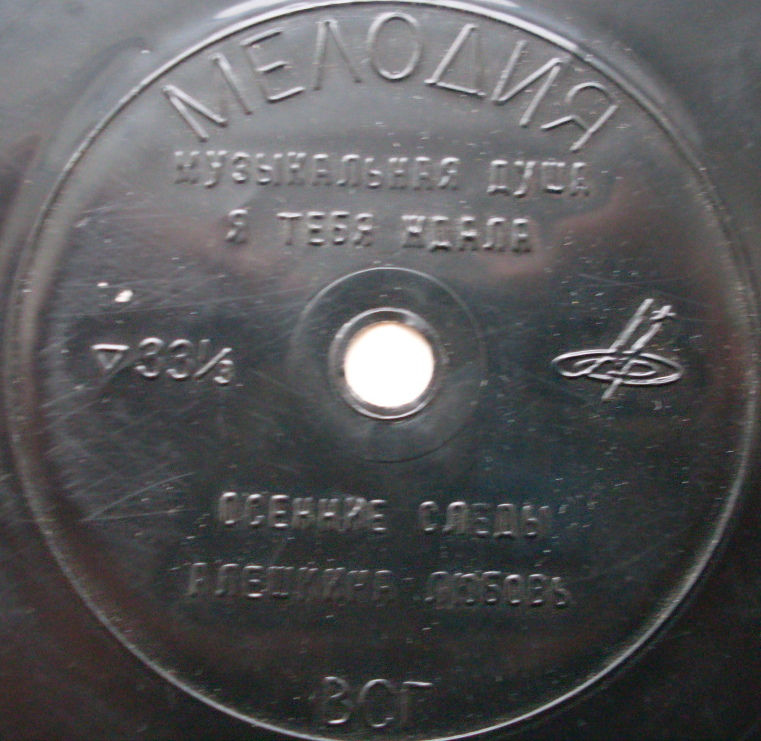 МЕЛОДИЯ
МУЗЫКАЛЬНАЯ ДУША
Я ТЕБЯ ЖДАЛА
▽33⅓
ОСЕННИЕ СЛЕДЫ
АЛЕШКИНА ЛЮБОВЬ
ВСГ